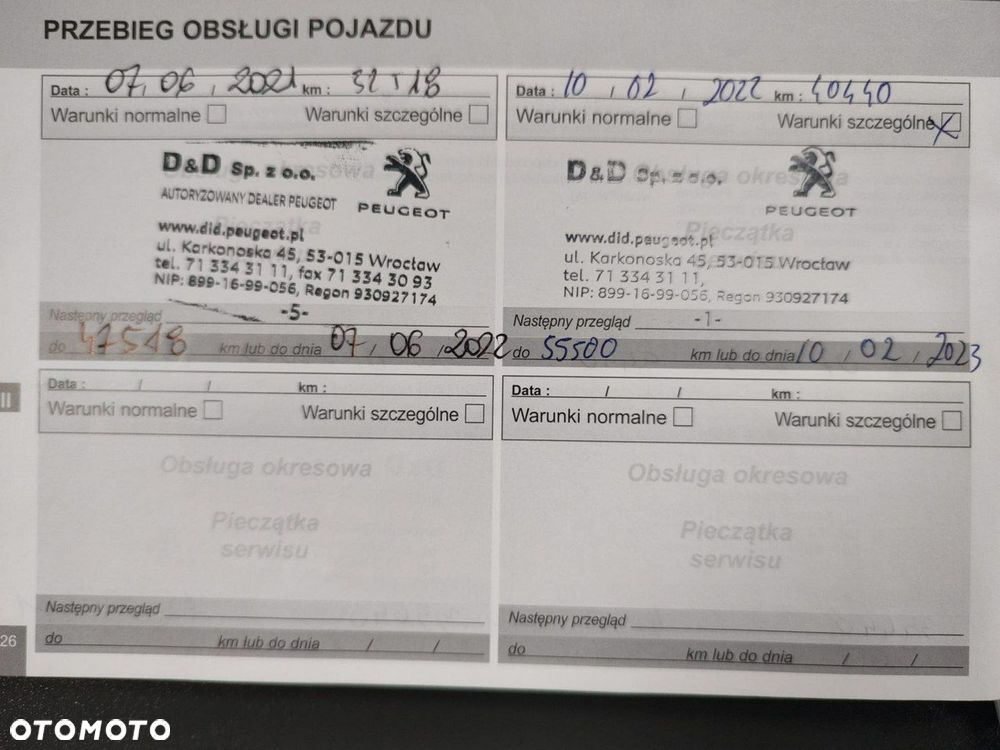 PRZEBIEG OBSŁUGI POJAZDU
Data : 07, 06, 2021 km : 32518
Warunki normalne Warunki szczególne
D&D Sp. z o.o.
AUTORYZOWANY DEALER PEUGEOT PEUGEOT
www.did.peugeot.pl
ul. Karkonoska 45, 53-015 Wrocław
tel. 71 334 31 11, fax 71 334 30 93
NIP: 899-16-99-056, Regon 930927174
-5-
Następny przegląd
do 47518 km lub do dnia 07, 06, 2022
Data : 10 / 02 / 2022 km : 40440
Warunki normalne Warunki szczególne
Obsługa okresowa
D&D Sp. z o.o.
PEUGEOT
Pieczątka
www.did.peugeot.pl
ul. Karkonoska 45, 53-015 Wrocław
tel. 71 334 31 11,
NIP: 899-16-99-056, Regon 930927174
-1-
Następny przegląd
do 55500 km lub do dnia 10 / 02 / 2023
II
Data : / / km :
Warunki normalne Warunki szczególne
Obsługa okresowa
Pieczątka
serwisu
Następny przegląd
do km lub do dnia / /
Data : / / km :
Warunki normalne Warunki szczególne
Obsługa okresowa
Pieczątka
serwisu
Następny przegląd
do km lub do dnia / /
26
OTOMOTO